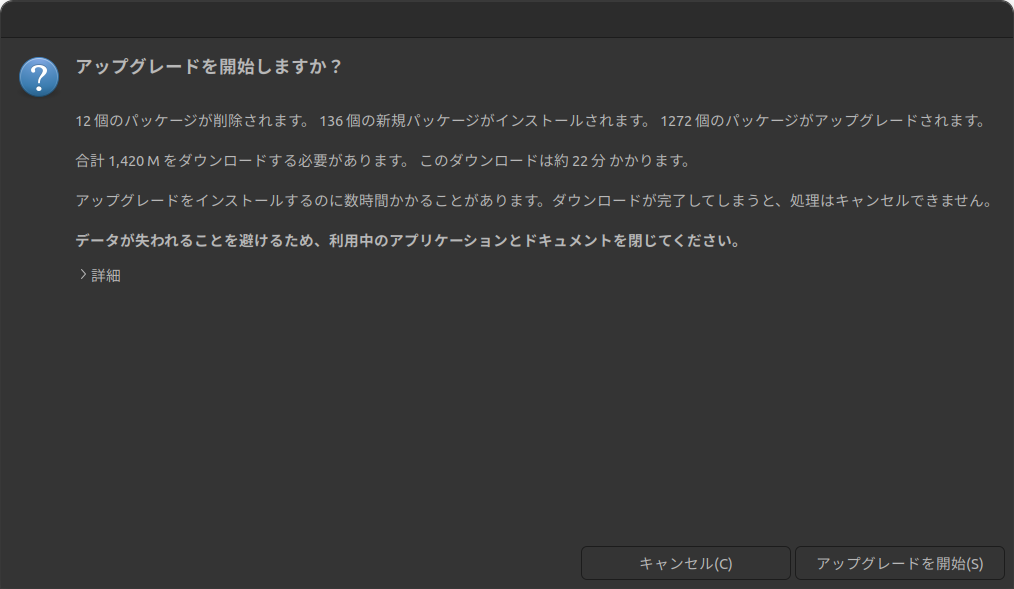 アップグレードを開始しますか？
12 個のパッケージが削除されます。 136 個の新規パッケージがインストールされます。 1272 個のパッケージがアップグレードされます。
合計 1,420 M をダウンロードする必要があります。 このダウンロードは約 22 分 かかります。
アップグレードをインストールするのに数時間かかることがあります。ダウンロードが完了してしまうと、処理はキャンセルできません。
データが失われることを避けるため、利用中のアプリケーションとドキュメントを閉じてください。
詳細
キャンセル(C)
アップグレードを開始(S)